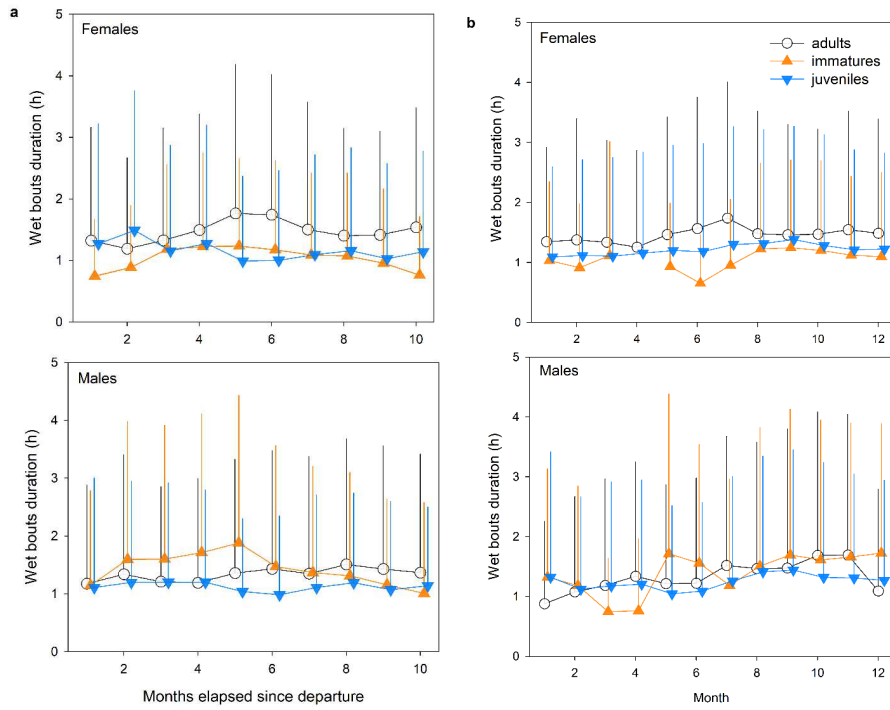 a
Females
Wet bouts duration (h)
5
4
3
2
1
0
2 4 6 8 10
Males
Wet bouts duration (h)
5
4
3
2
1
0
2 4 6 8 10
Months elapsed since departure
b
Females
adults
immatures
juveniles
Wet bouts duration (h)
5
4
3
2
1
0
2 4 6 8 10 12
Males
Wet bouts duration (h)
5
4
3
2
1
0
2 4 6 8 10 12
Month